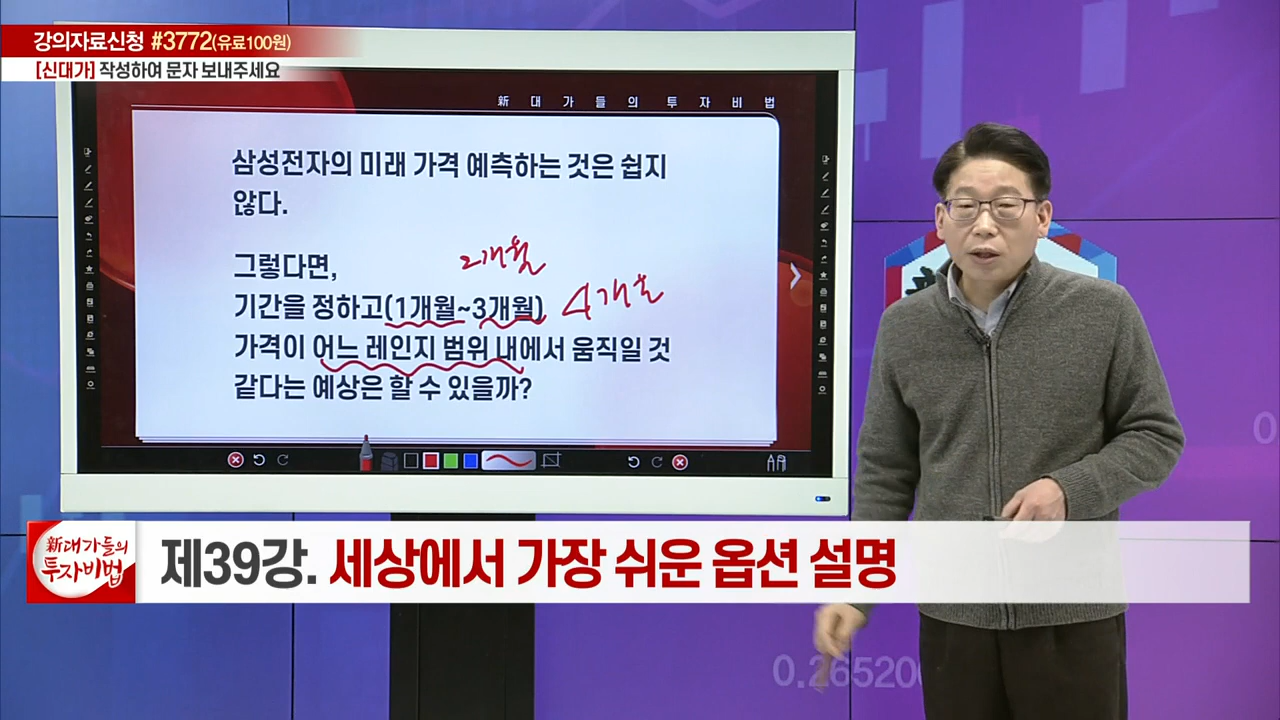 강의자료신청 #3772(유료100원)
[신대가] 작성하여 문자 보내주세요
新 대 가 들 의 투 자 비 법
삼성전자의 미래 가격 예측하는 것은 쉽지
않다.
그렇다면,
2개월
기간을 정하고(1개월~3개월) 4개월
가격이 어느 레인지 범위 내에서 움직일 것
같다는 예상은 할 수 있을까?
新대가들의
투자비법
제39강. 세상에서 가장 쉬운 옵션 설명
0.265200